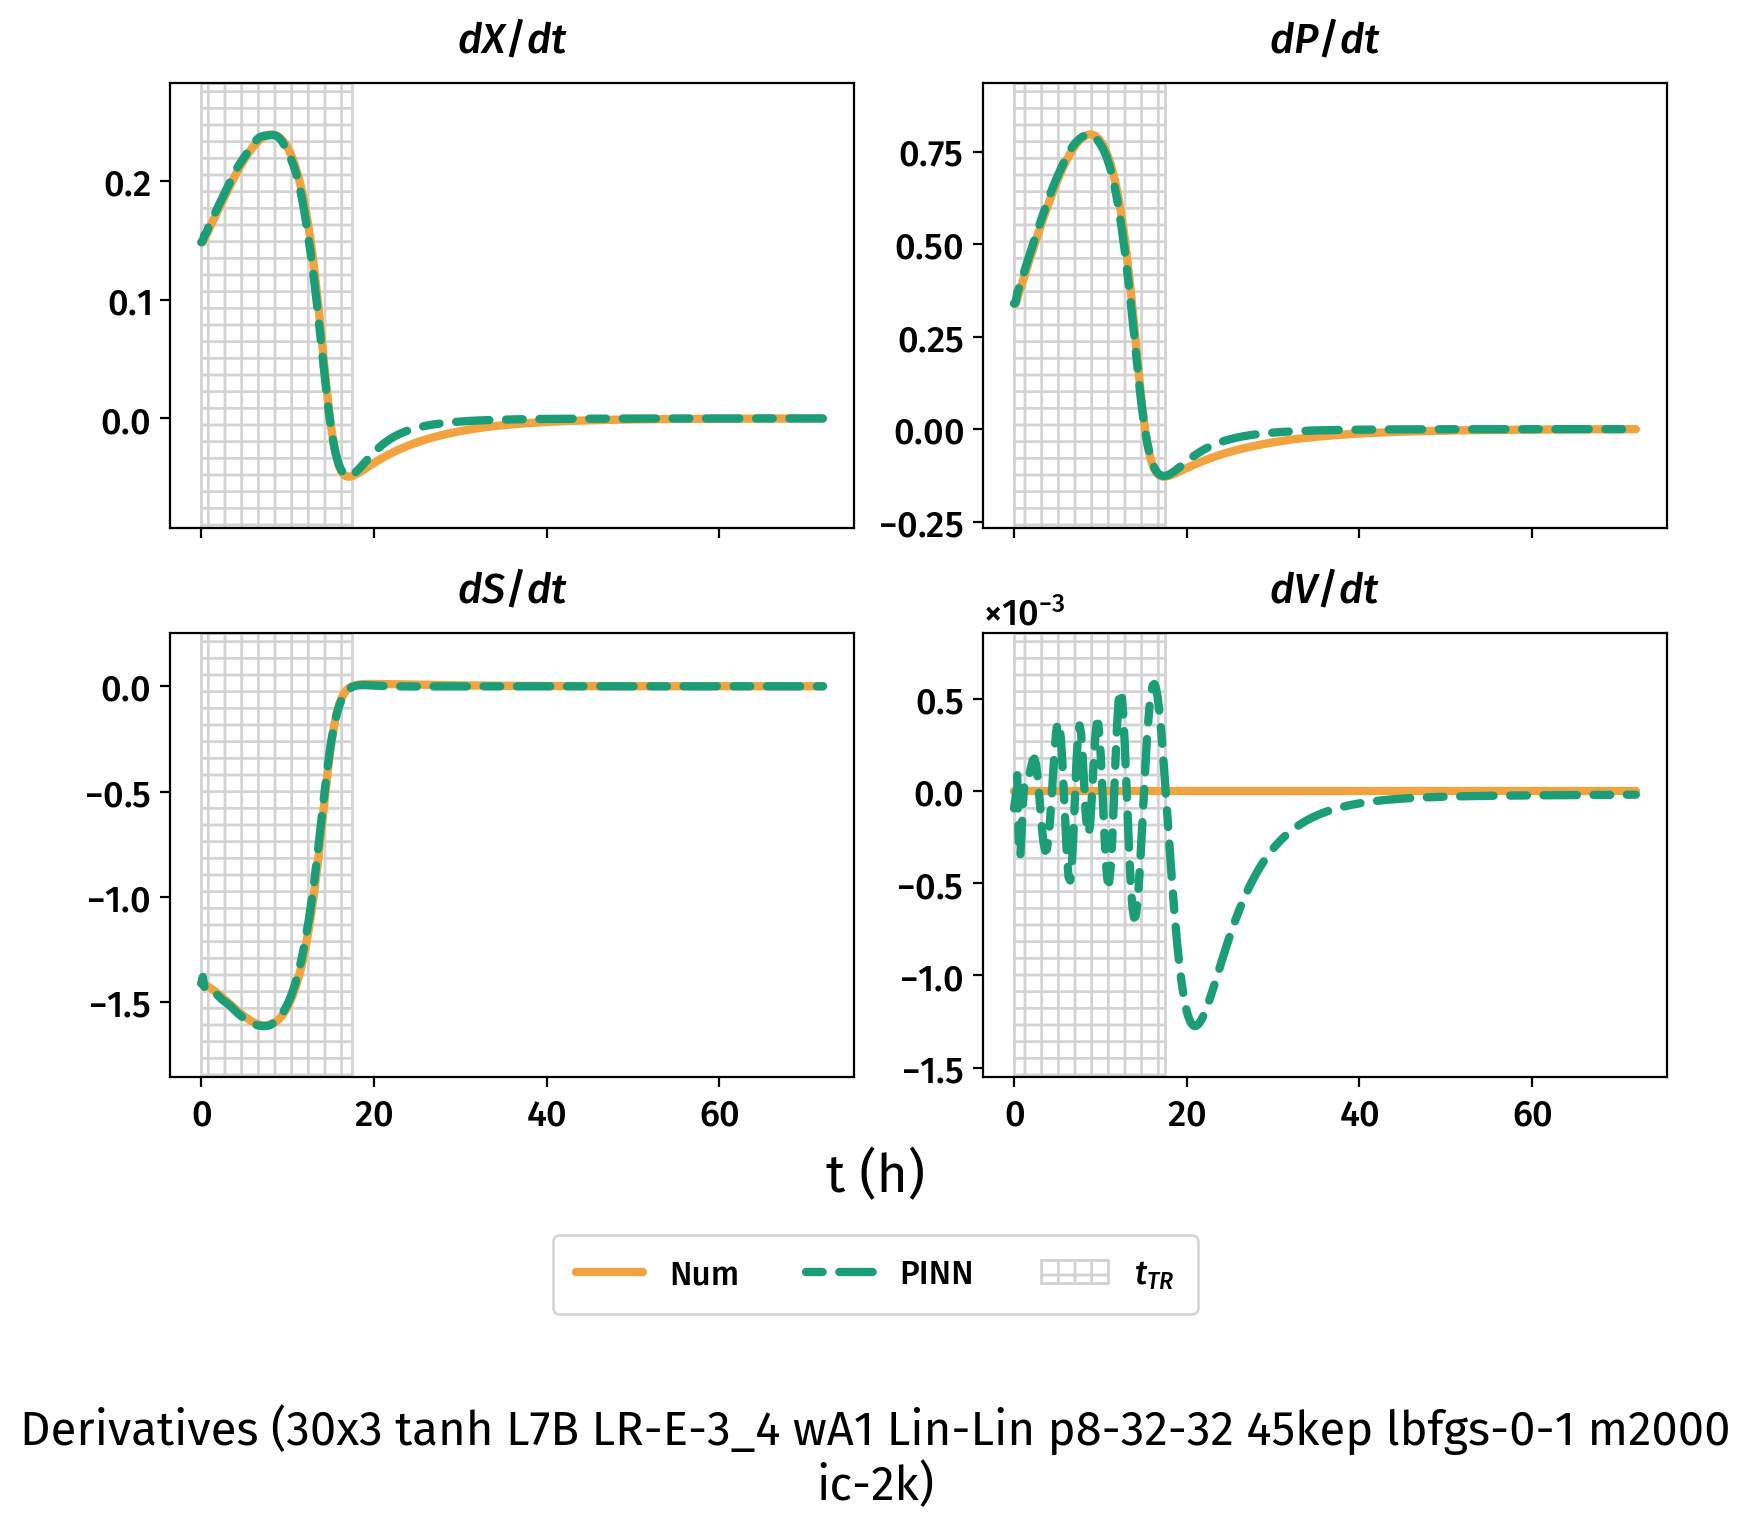 dX/dt
dP/dt
0.2
0.1
0.0
0.75
0.50
0.25
0.00
−0.25
dS/dt
dV/dt
×10⁻³
0.0
−0.5
−1.0
−1.5
0.5
0.0
−0.5
−1.0
−1.5
0 20 40 60
0 20 40 60
t (h)
Num PINN t_TR
Derivatives (30x3 tanh L7B LR-E-3_4 wA1 Lin-Lin p8-32-32 45kep lbfgs-0-1 m2000
ic-2k)